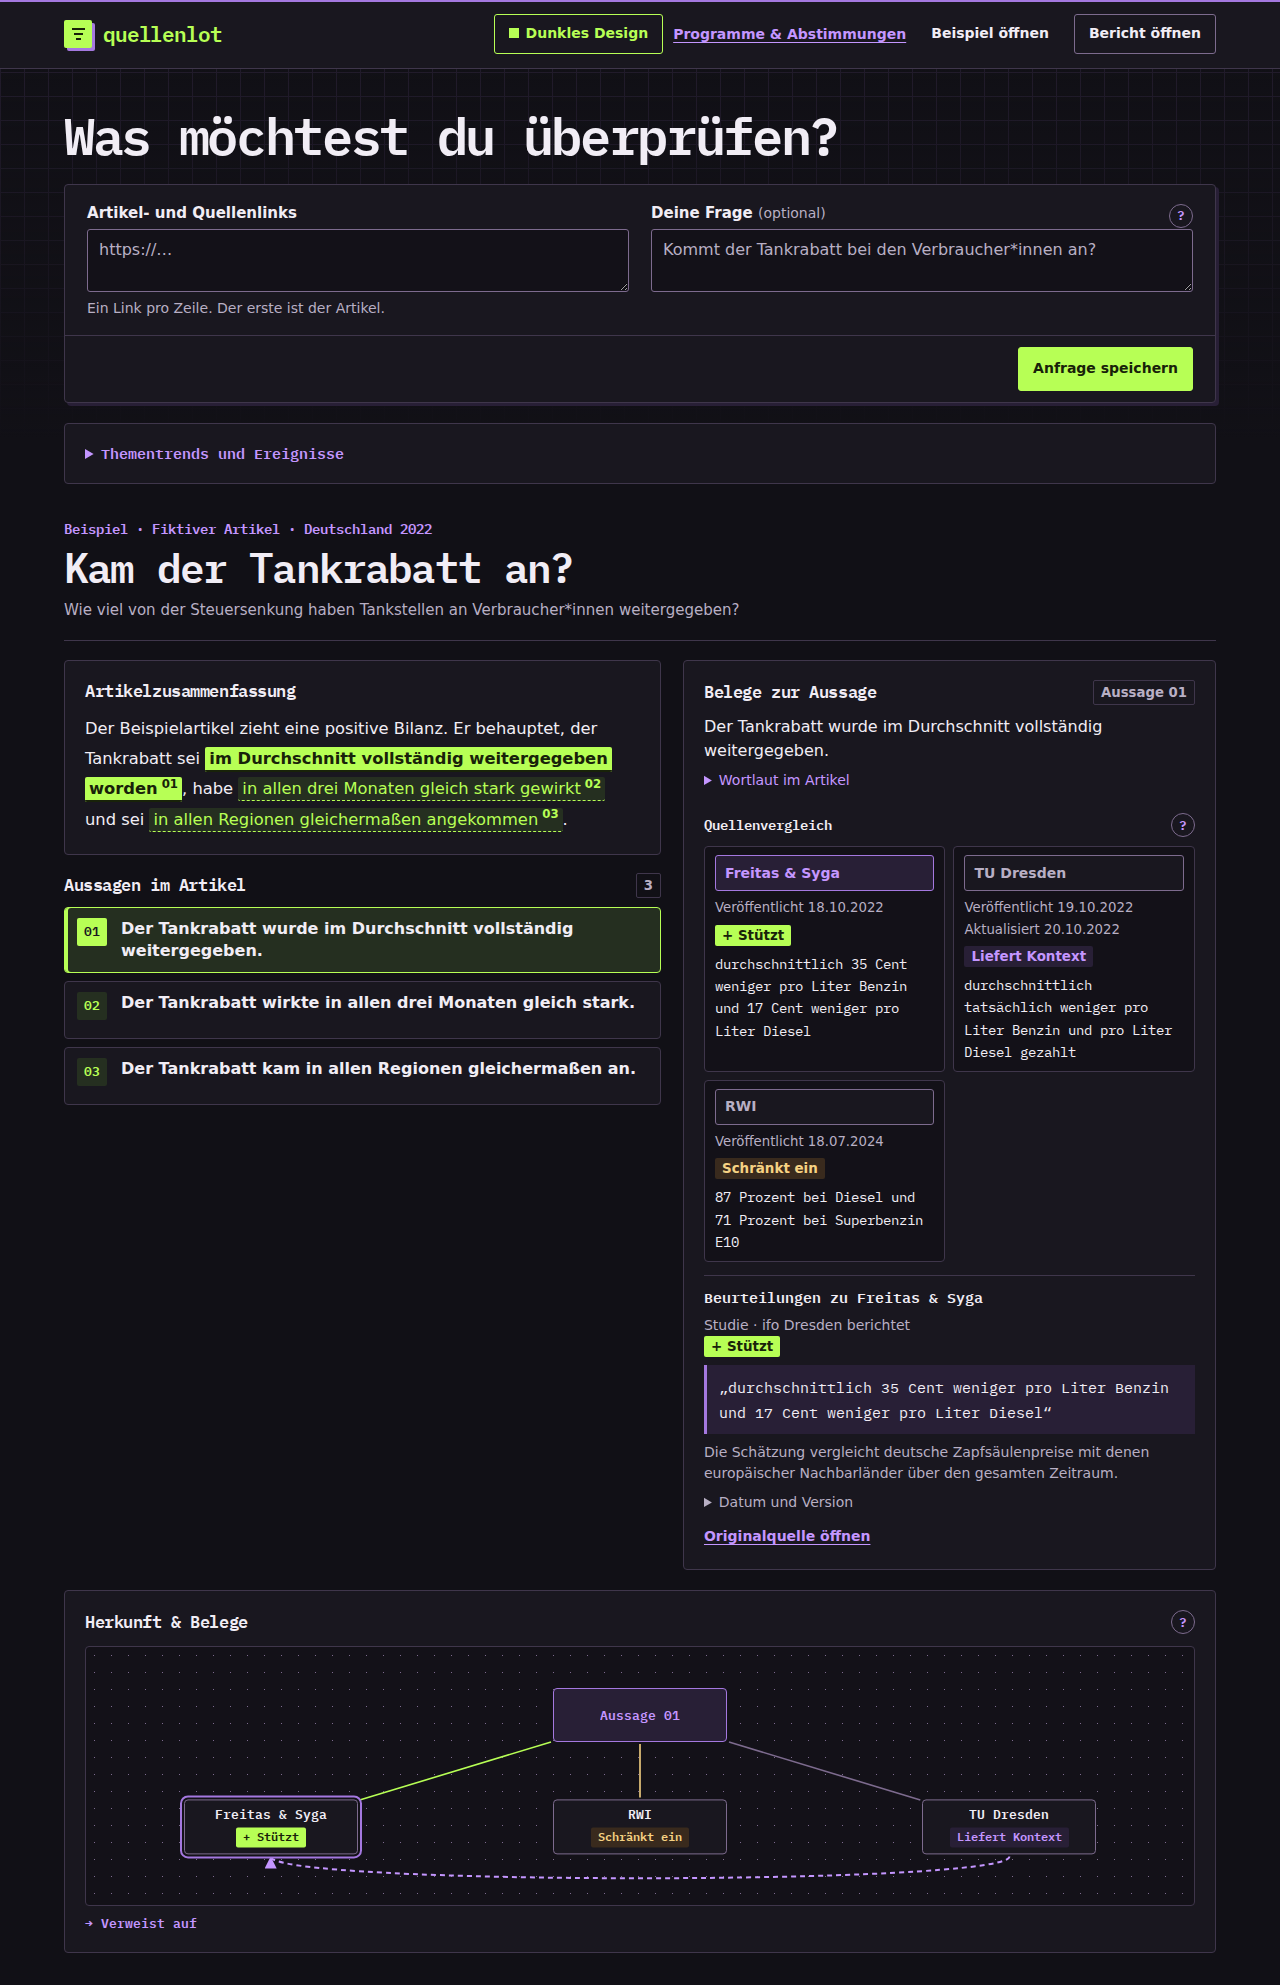 quellenlot
Dunkles Design
Programme & Abstimmungen
Beispiel öffnen
Bericht öffnen
Was möchtest du überprüfen?
Artikel- und Quellenlinks
https://…
Ein Link pro Zeile. Der erste ist der Artikel.
Deine Frage (optional)
?
Kommt der Tankrabatt bei den Verbraucher*innen an?
Anfrage speichern
▶ Thementrends und Ereignisse
Beispiel · Fiktiver Artikel · Deutschland 2022
Kam der Tankrabatt an?
Wie viel von der Steuersenkung haben Tankstellen an Verbraucher*innen weitergegeben?
Artikelzusammenfassung
Der Beispielartikel zieht eine positive Bilanz. Er behauptet, der
Tankrabatt sei im Durchschnitt vollständig weitergegeben
worden 01, habe in allen drei Monaten gleich stark gewirkt 02
und sei in allen Regionen gleichermaßen angekommen 03.
Aussagen im Artikel
3
01 Der Tankrabatt wurde im Durchschnitt vollständig
weitergegeben.
02 Der Tankrabatt wirkte in allen drei Monaten gleich stark.
03 Der Tankrabatt kam in allen Regionen gleichermaßen an.
Belege zur Aussage
Aussage 01
Der Tankrabatt wurde im Durchschnitt vollständig
weitergegeben.
▶ Wortlaut im Artikel
Quellenvergleich
?
Freitas & Syga
Veröffentlicht 18.10.2022
+ Stützt
durchschnittlich 35 Cent
weniger pro Liter Benzin
und 17 Cent weniger pro
Liter Diesel
TU Dresden
Veröffentlicht 19.10.2022
Aktualisiert 20.10.2022
Liefert Kontext
durchschnittlich
tatsächlich weniger pro
Liter Benzin und pro Liter
Diesel gezahlt
RWI
Veröffentlicht 18.07.2024
Schränkt ein
87 Prozent bei Diesel und
71 Prozent bei Superbenzin
E10
Beurteilungen zu Freitas & Syga
Studie · ifo Dresden berichtet
+ Stützt
„durchschnittlich 35 Cent weniger pro Liter Benzin
und 17 Cent weniger pro Liter Diesel“
Die Schätzung vergleicht deutsche Zapfsäulenpreise mit denen
europäischer Nachbarländer über den gesamten Zeitraum.
▶ Datum und Version
Originalquelle öffnen
Herkunft & Belege
?
Aussage 01
Freitas & Syga
+ Stützt
RWI
Schränkt ein
TU Dresden
Liefert Kontext
→ Verweist auf